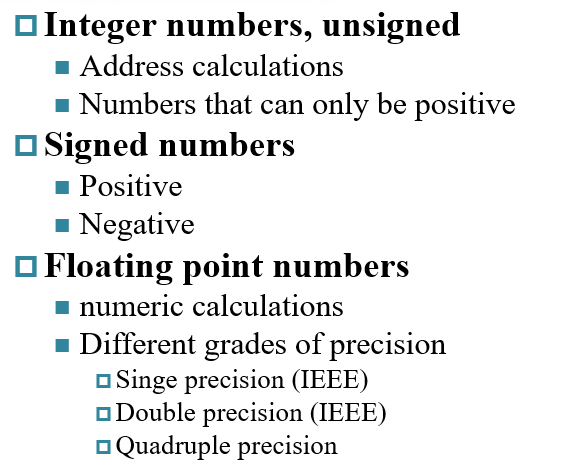 Integer numbers, unsigned
Address calculations
Numbers that can only be positive
Signed numbers
Positive
Negative
Floating point numbers
numeric calculations
Different grades of precision
Singe precision (IEEE)
Double precision (IEEE)
Quadruple precision